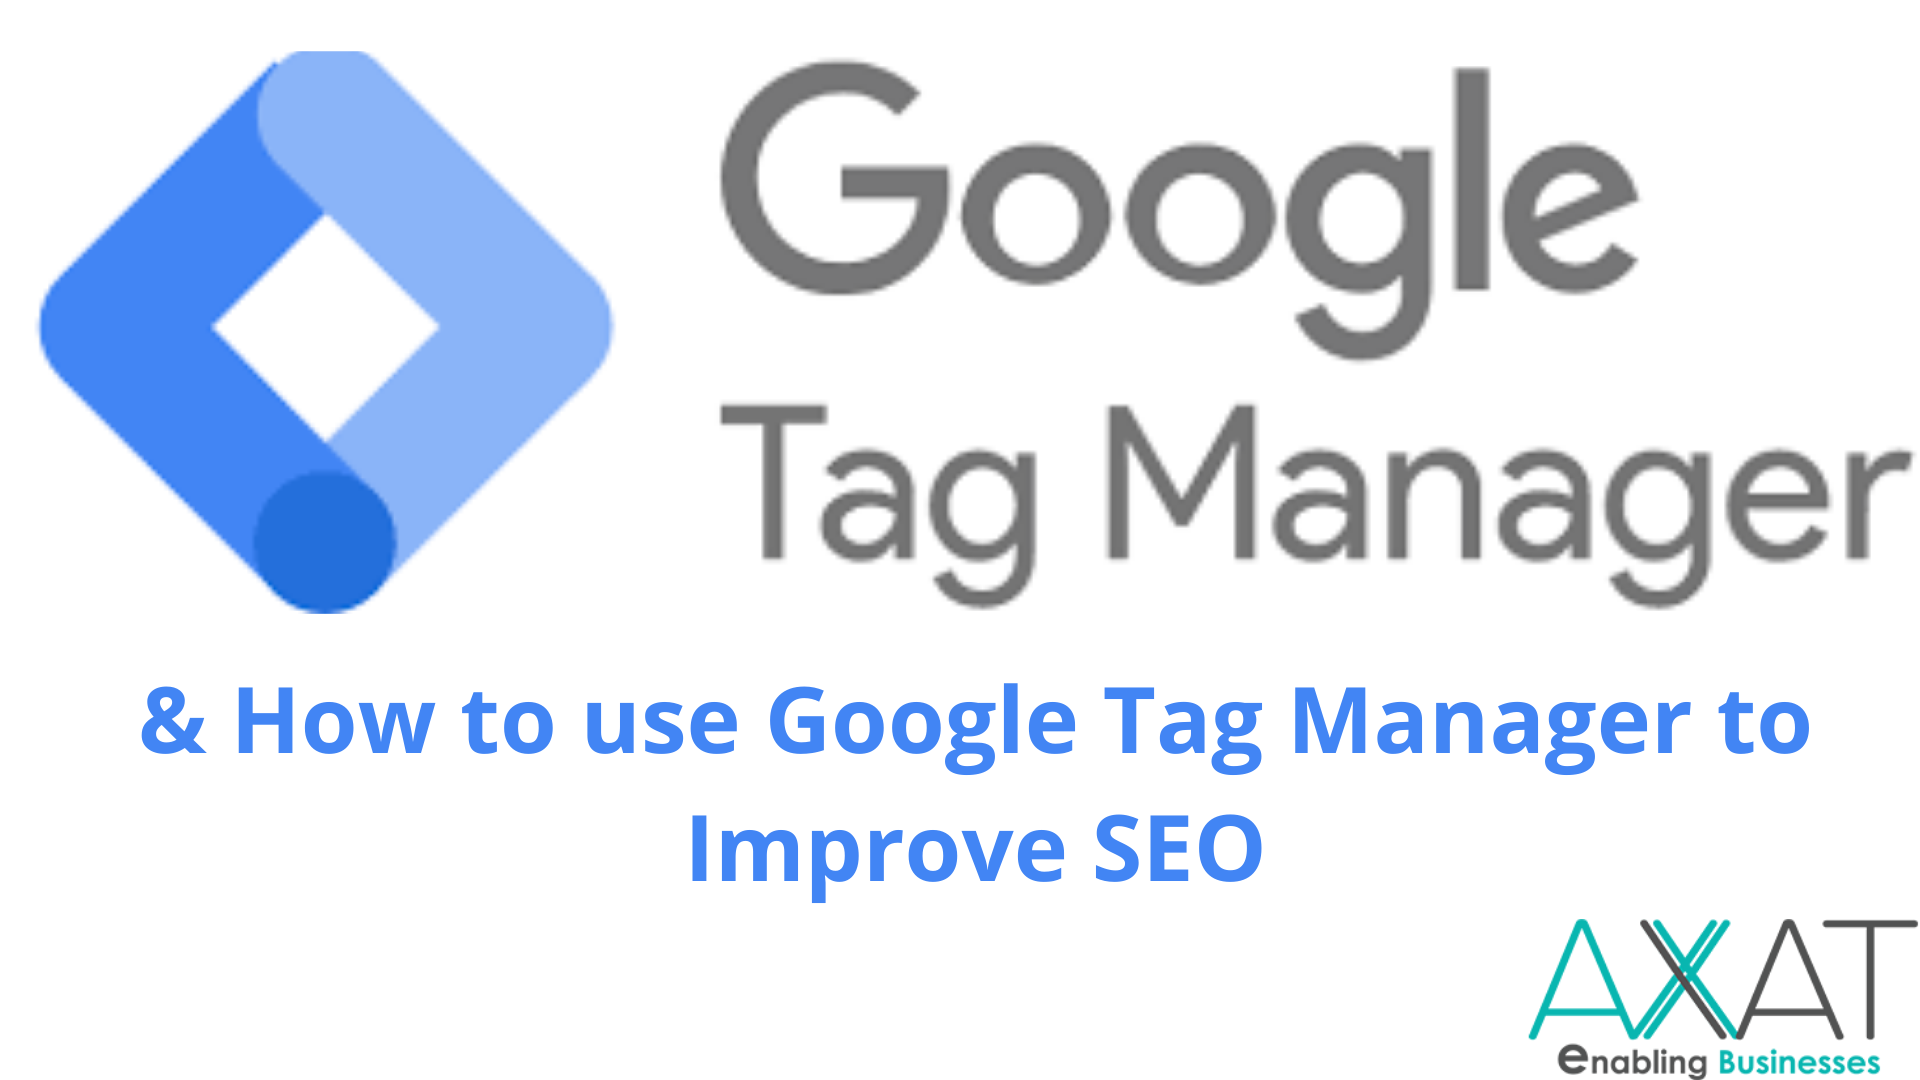 Google
Tag Manager
& How to use Google Tag Manager to
Improve SEO
AXAT
enabling Businesses